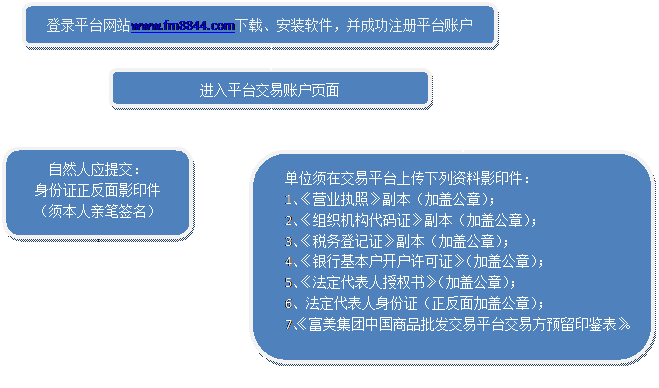 登录平台网站www.fm8844.com下载、安装软件，并成功注册平台账户
进入平台交易账户页面
自然人应提交：
身份证正反面影印件
（须本人亲笔签名）
单位须在交易平台上传下列资料影印件：
1、《营业执照》副本（加盖公章）；
2、《组织机构代码证》副本（加盖公章）；
3、《税务登记证》副本（加盖公章）；
4、《银行基本户开户许可证》（加盖公章）；
5、《法定代表人授权书》（加盖公章）；
6、法定代表人身份证（正反面加盖公章）；
7、《富美集团中国商品批发交易平台交易方预留印鉴表》。